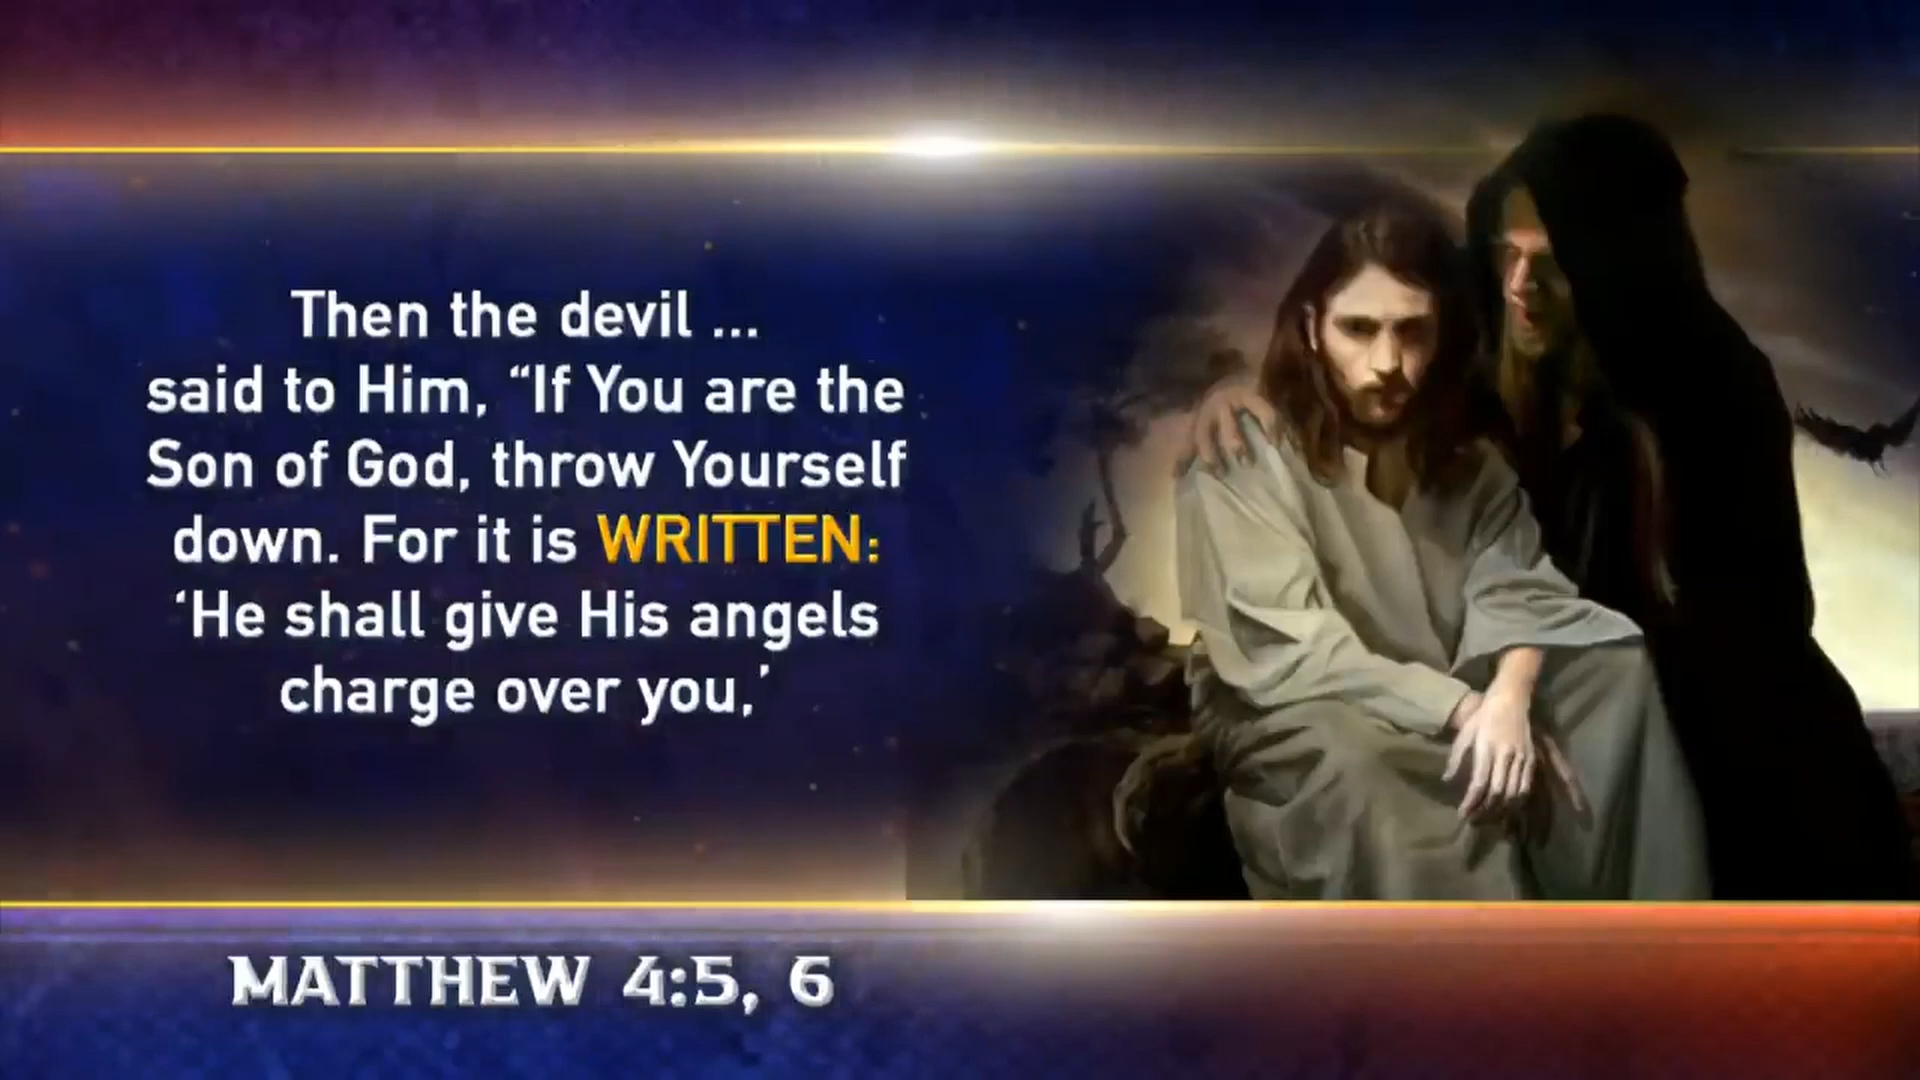 Then the devil ...
said to Him, “If You are the
Son of God, throw Yourself
down. For it is WRITTEN:
‘He shall give His angels
charge over you,’
MATTHEW 4:5, 6